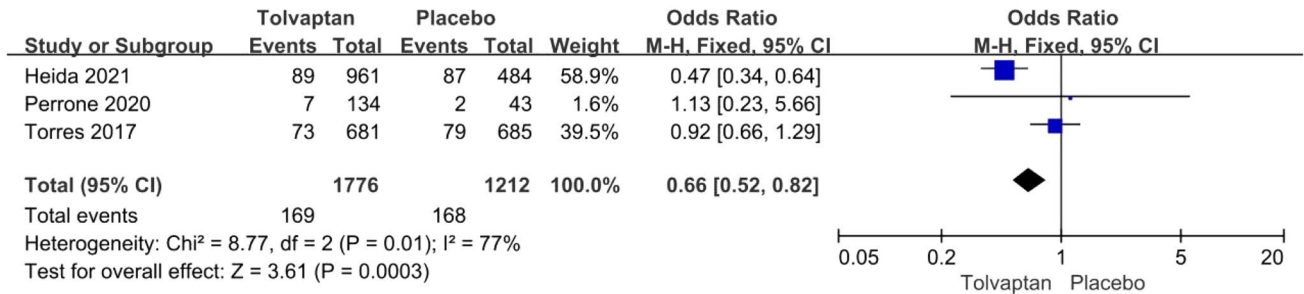 Tolvaptan Placebo Odds Ratio Odds Ratio
Study or Subgroup Events Total Events Total Weight M-H, Fixed, 95% CI M-H, Fixed, 95% CI
Heida 2021 89 961 87 484 58.9% 0.47 [0.34, 0.64]
Perrone 2020 7 134 2 43 1.6% 1.13 [0.23, 5.66]
Torres 2017 73 681 79 685 39.5% 0.92 [0.66, 1.29]
Total (95% CI) 1776 1212 100.0% 0.66 [0.52, 0.82]
Total events 169 168
Heterogeneity: Chi² = 8.77, df = 2 (P = 0.01); I² = 77%
Test for overall effect: Z = 3.61 (P = 0.0003)
0.05 0.2 1 5 20
Tolvaptan Placebo